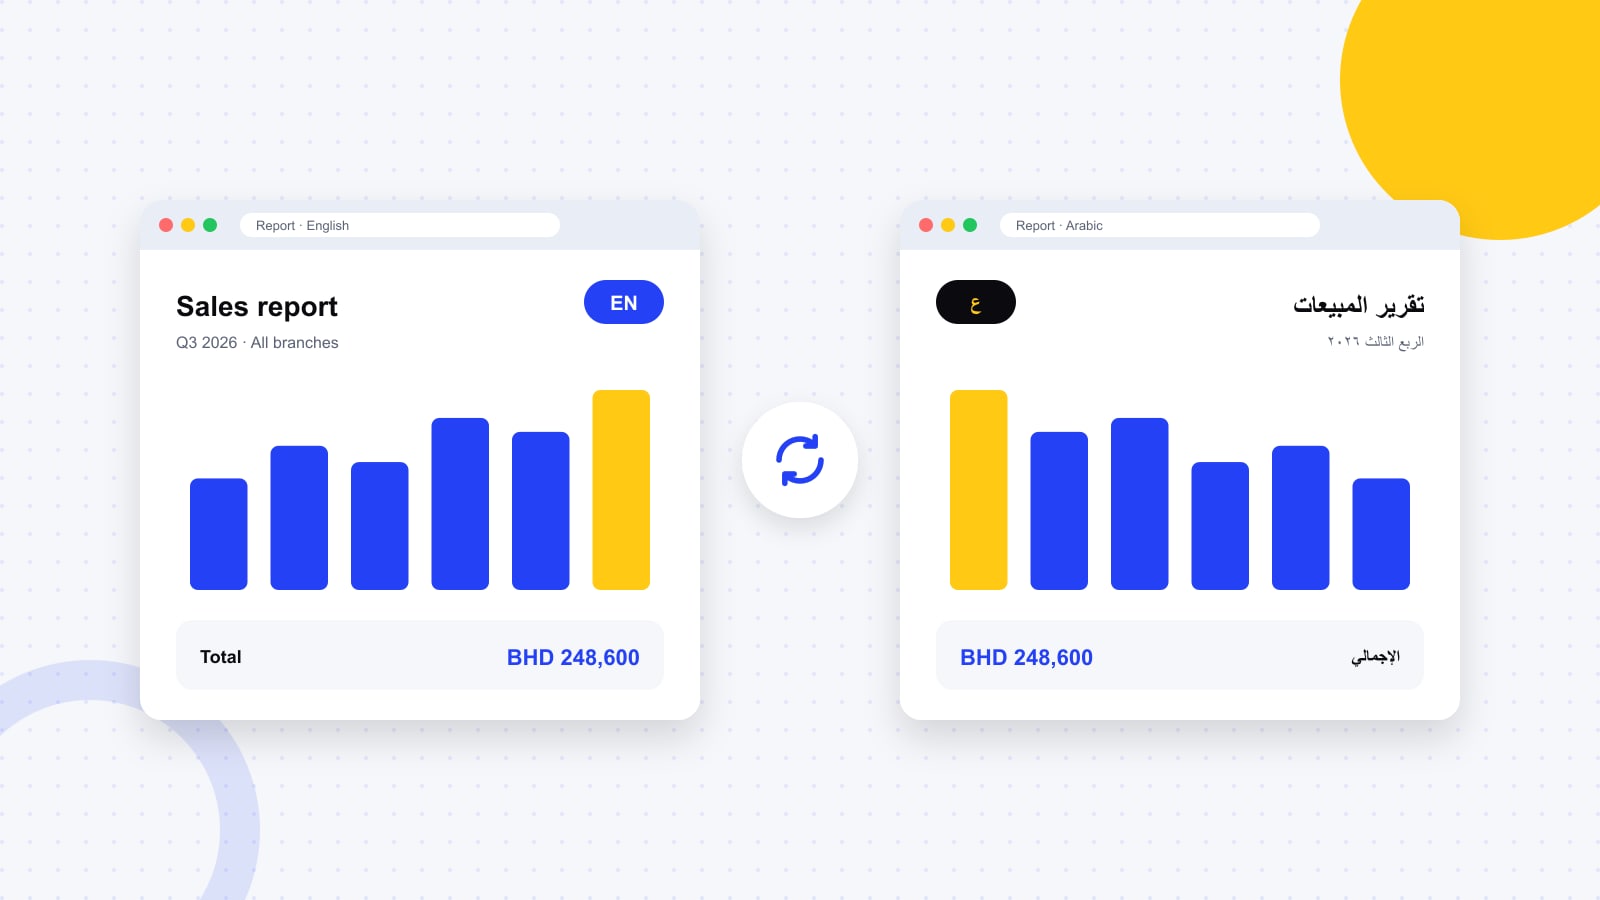 Report · English
Sales report
EN
Q3 2026 · All branches
Total
BHD 248,600
Report · Arabic
تقرير المبيعات
ع
الربع الثالث ٢٠٢٦
الإجمالي
BHD 248,600